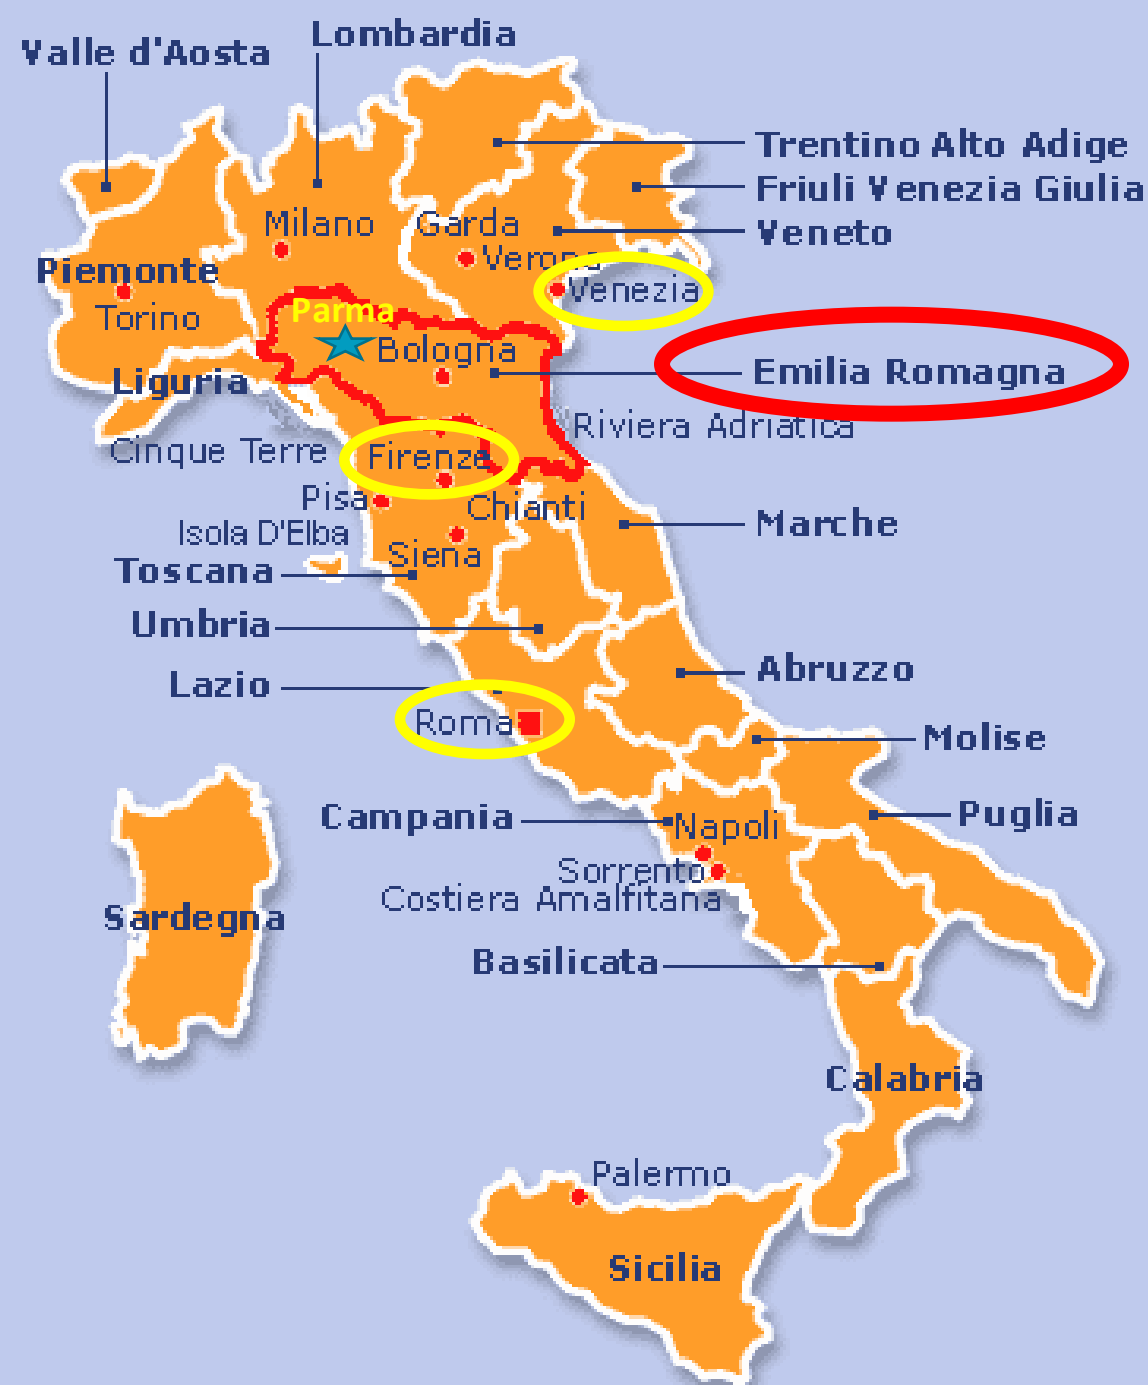 Lombardia
Valle d'Aosta
Trentino Alto Adige
Friuli Venezia Giulia
Milano
Garda
Veneto
Verona
Piemonte
Venezia
Torino
Parma
Bologna
Emilia Romagna
Liguria
Riviera Adriatica
Cinque Terre
Firenze
Pisa
Chianti
Marche
Isola D'Elba
Siena
Toscana
Umbria
Abruzzo
Lazio
Roma
Molise
Campania
Napoli
Puglia
Sorrento
Costiera Amalfitana
Sardegna
Basilicata
Calabria
Palermo
Sicilia